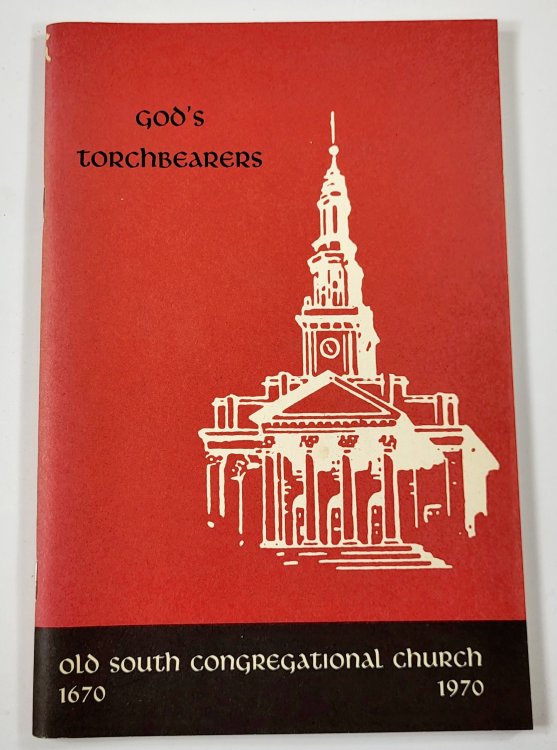 God's
Torchbearers
Old South Congregational Church
1670 1970